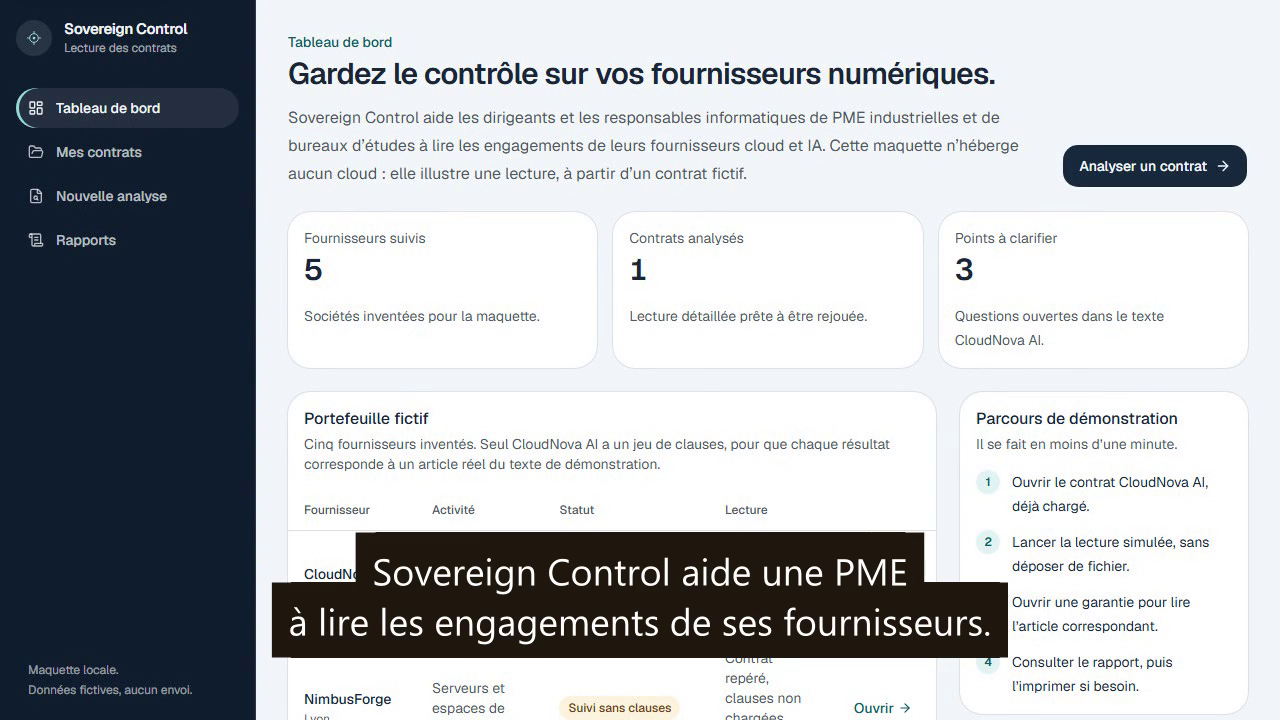 Sovereign Control
Lecture des contrats
Tableau de bord
Mes contrats
Nouvelle analyse
Rapports
Maquette locale.
Données fictives, aucun envoi.
Tableau de bord
Gardez le contrôle sur vos fournisseurs numériques.
Sovereign Control aide les dirigeants et les responsables informatiques de PME industrielles et de
bureaux d’études à lire les engagements de leurs fournisseurs cloud et IA. Cette maquette n’héberge
aucun cloud : elle illustre une lecture, à partir d’un contrat fictif.
Analyser un contrat
Fournisseurs suivis
5
Sociétés inventées pour la maquette.
Contrats analysés
1
Lecture détaillée prête à être rejouée.
Points à clarifier
3
Questions ouvertes dans le texte
CloudNova AI.
Portefeuille fictif
Cinq fournisseurs inventés. Seul CloudNova AI a un jeu de clauses, pour que chaque résultat
corresponde à un article réel du texte de démonstration.
Fournisseur Activité Statut Lecture
Sovereign Control aide une PME
à lire les engagements de ses fournisseurs.
NimbusForge
Serveurs et
espaces de
Suivi sans clauses
Contrat
repéré,
clauses non
chargées
Ouvrir
Parcours de démonstration
Il se fait en moins d’une minute.
1 Ouvrir le contrat CloudNova AI,
déjà chargé.
2 Lancer la lecture simulée, sans
déposer de fichier.
Ouvrir une garantie pour lire
l’article correspondant.
4 Consulter le rapport, puis
l’imprimer si besoin.